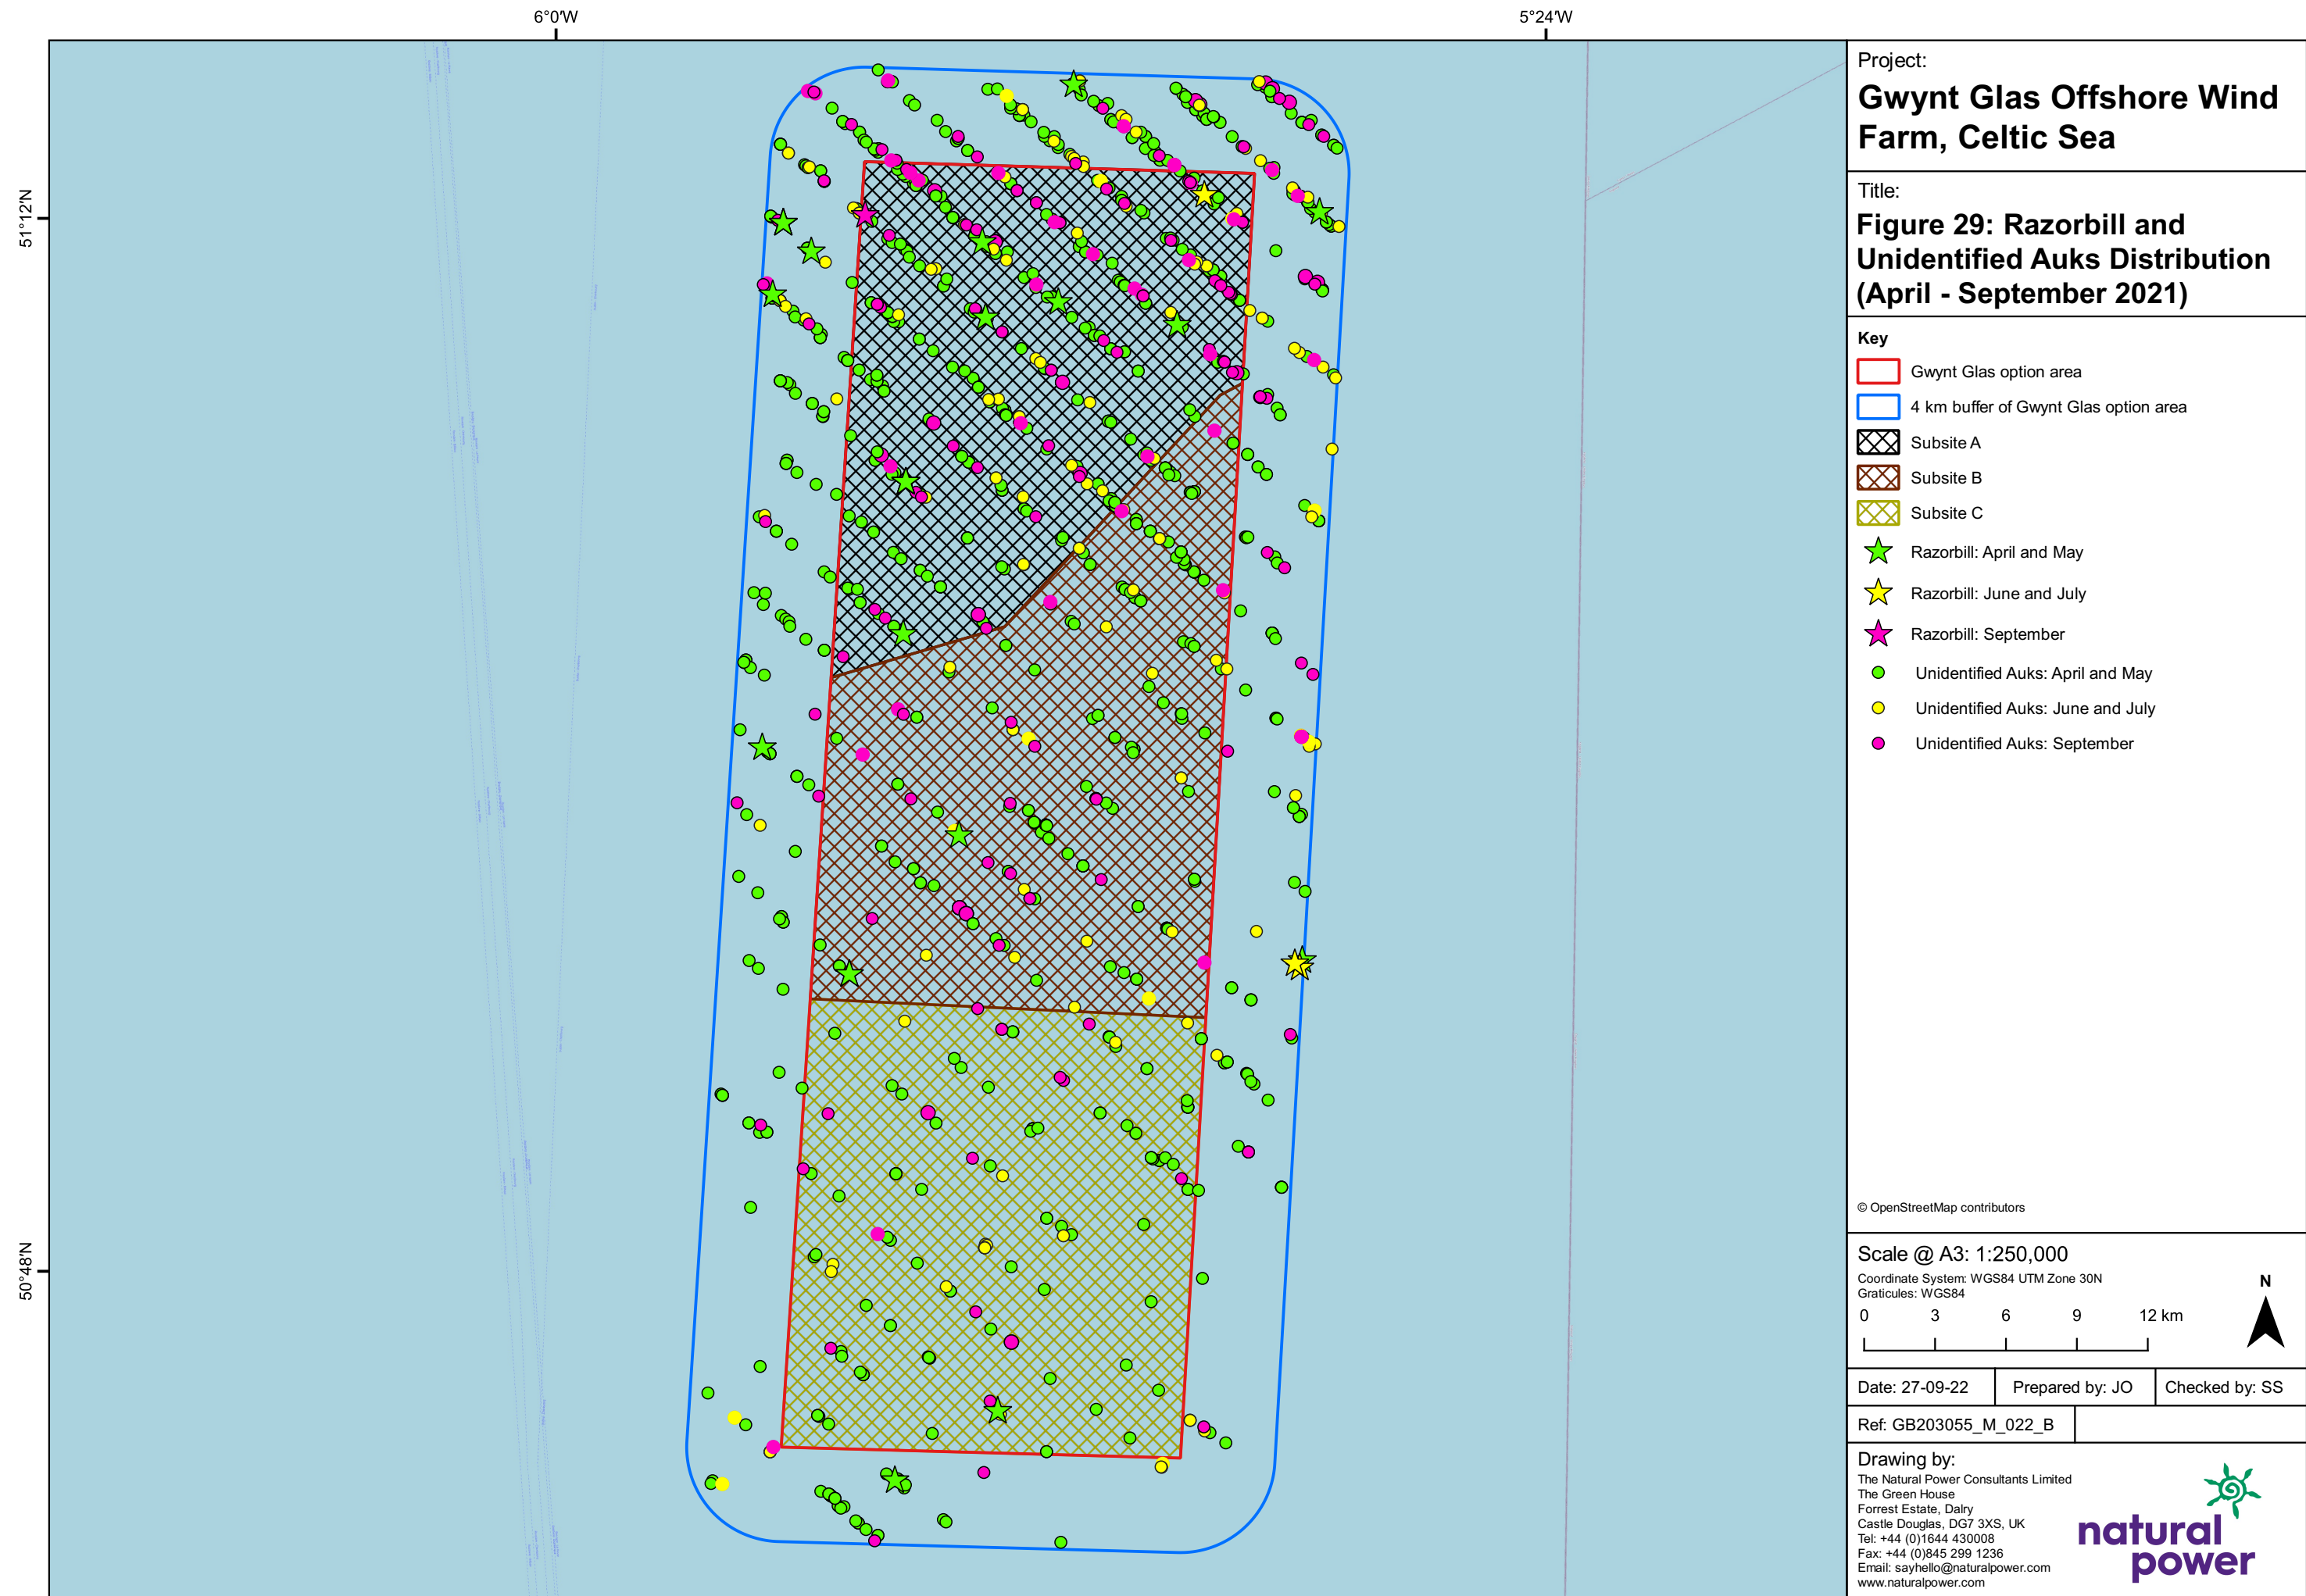 6°0'W
5°24'W
51°12'N
50°48'N
Project:
Gwynt Glas Offshore Wind
Farm, Celtic Sea
Title:
Figure 29: Razorbill and
Unidentified Auks Distribution
(April - September 2021)
Key
Gwynt Glas option area
4 km buffer of Gwynt Glas option area
Subsite A
Subsite B
Subsite C
Razorbill: April and May
Razorbill: June and July
Razorbill: September
Unidentified Auks: April and May
Unidentified Auks: June and July
Unidentified Auks: September
© OpenStreetMap contributors
Scale @ A3: 1:250,000
Coordinate System: WGS84 UTM Zone 30N
Graticules: WGS84
N
0 3 6 9 12 km
Date: 27-09-22 Prepared by: JO Checked by: SS
Ref: GB203055_M_022_B
Drawing by:
The Natural Power Consultants Limited
The Green House
Forrest Estate, Dalry
Castle Douglas, DG7 3XS, UK
Tel: +44 (0)1644 430008
Fax: +44 (0)845 299 1236
Email: sayhello@naturalpower.com
www.naturalpower.com
natural
power